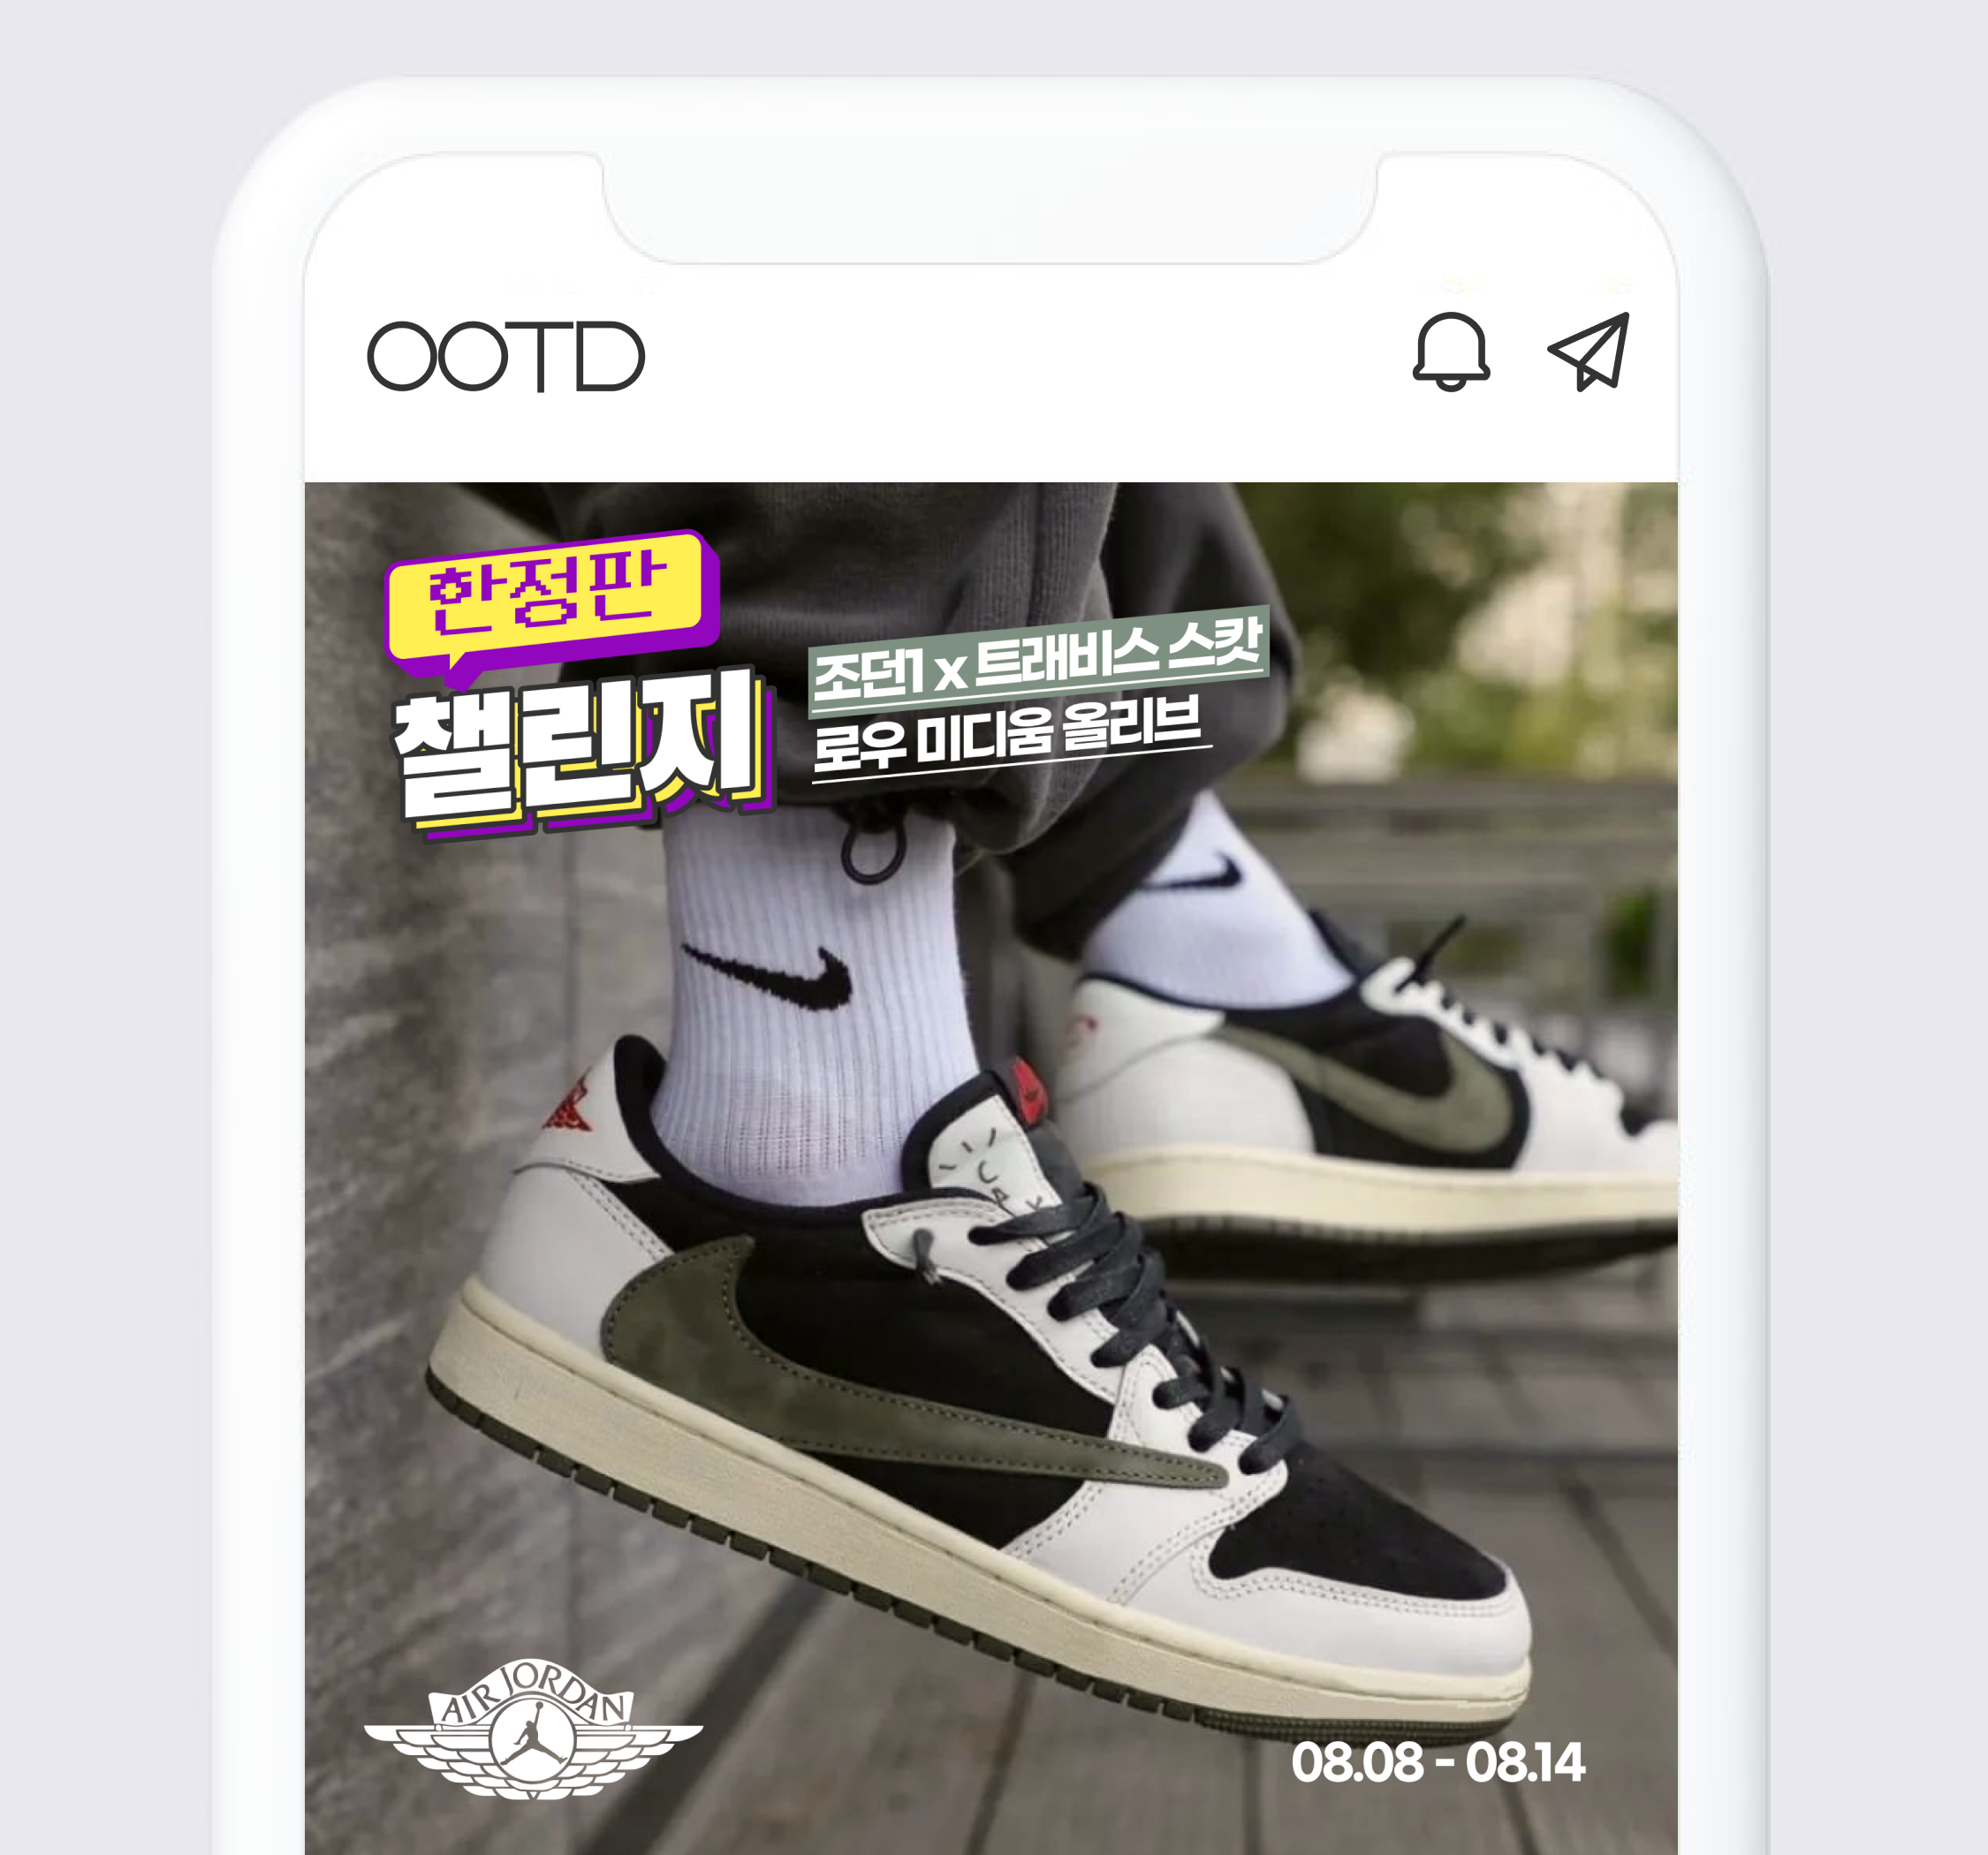 OOTD
한정판
챌린지
조던1 x 트래비스 스캇
로우 미디움 올리브
AIR JORDAN
08.08 - 08.14